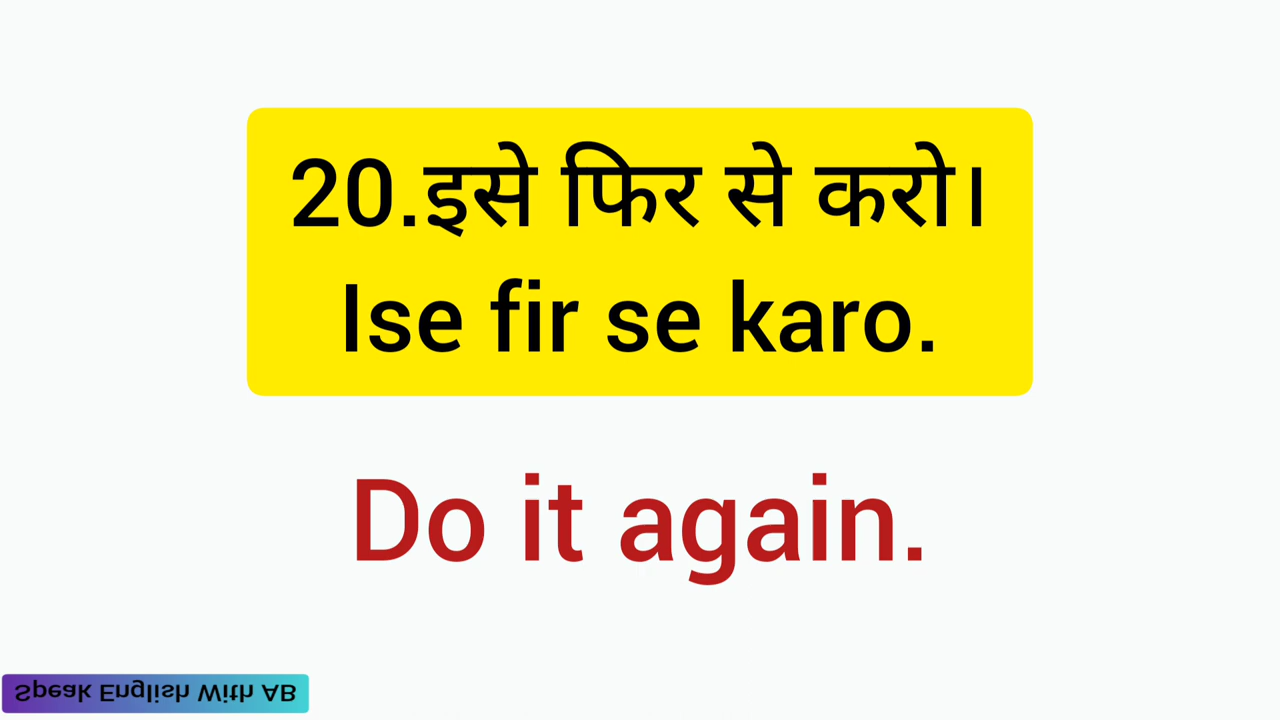 20.इसे फिर से करो।
Ise fir se karo.
Do it again.
Speak English With AB